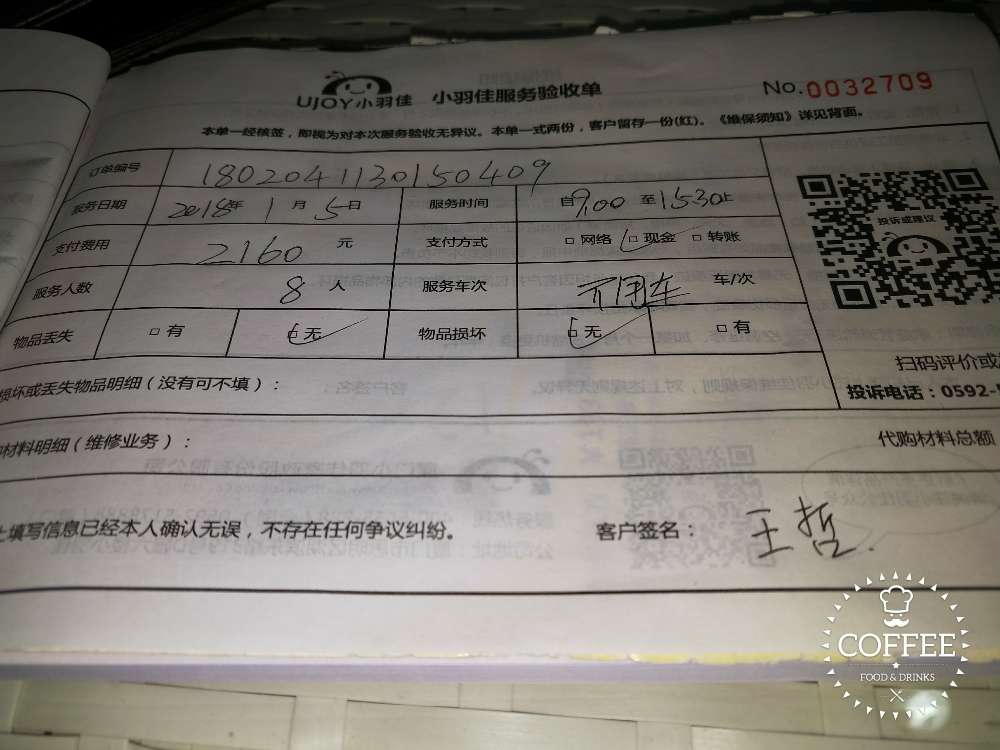 UJOY小羽佳 小羽佳服务验收单 No.0032709
本单一经核签，即视为对本次服务验收无异议。本单一式两份，客户留存一份(红)。《维保须知》详见背面。
订单编号 1802041130150409
服务日期 2018年 1月 5日 服务时间 自9:00 至15:30止
支付费用 2160 元 支付方式 □ 网络 □ 现金 □ 转账
投诉或建议
服务人数 8 人 服务车次 车/次
物品丢失 □ 有 □ 无 物品损坏 □ 无 □ 有
扫码评价或
损坏或丢失物品明细（没有可不填）：
投诉电话：0592-
材料明细（维修业务）： 代购材料总额
上填写信息已经本人确认无误，不存在任何争议纠纷。 客户签名：王哲.
COFFEE
FOOD & DRINKS